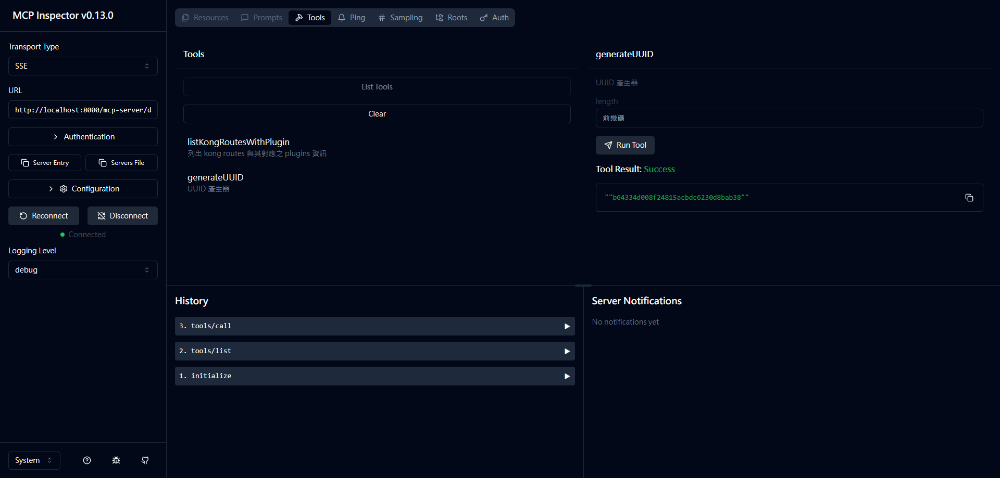 MCP Inspector v0.13.0
Transport Type
SSE
URL
http://localhost:8000/mcp-server/d
Authentication
Server Entry
Servers File
Configuration
Reconnect
Disconnect
Connected
Logging Level
debug
System
Resources
Prompts
Tools
Ping
Sampling
Roots
Auth
Tools
List Tools
Clear
listKongRoutesWithPlugin
列出 kong routes 與其對應之 plugins 資訊
generateUUID
UUID 產生器
generateUUID
UUID 產生器
length
前幾碼
Run Tool
Tool Result: Success
""b64334d008f24815acbdc6230d8bab38""
History
3. tools/call
2. tools/list
1. initialize
Server Notifications
No notifications yet